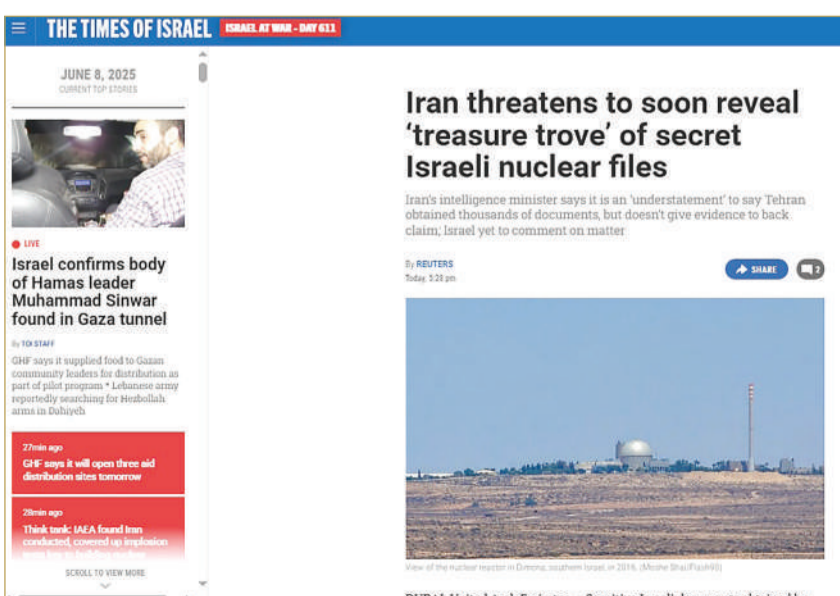 THE TIMES OF ISRAEL
ISRAEL AT WAR - DAY 611
JUNE 8, 2025
CURRENT TOP STORIES
LIVE
Israel confirms body
of Hamas leader
Muhammad Sinwar
found in Gaza tunnel
By TOI STAFF
GHF says it supplied food to Gazan
community leaders for distribution as
part of pilot program * Lebanese army
reportedly searching for Hezbollah
arms in Dahiyeh
27min ago
GHF says it will open three aid
distribution sites tomorrow
28min ago
Think tank: IAEA found Iran
conducted, covered up implosion
SCROLL TO VIEW MORE
Iran threatens to soon reveal
‘treasure trove’ of secret
Israeli nuclear files
Iran's intelligence minister says it is an 'understatement' to say Tehran
obtained thousands of documents, but doesn't give evidence to back
claim; Israel yet to comment on matter
By REUTERS
Today, 5:28 pm
SHARE
2
View of the nuclear reactor in Dimona, southern Israel, in 2016. (Moshe Shai/Flash90)